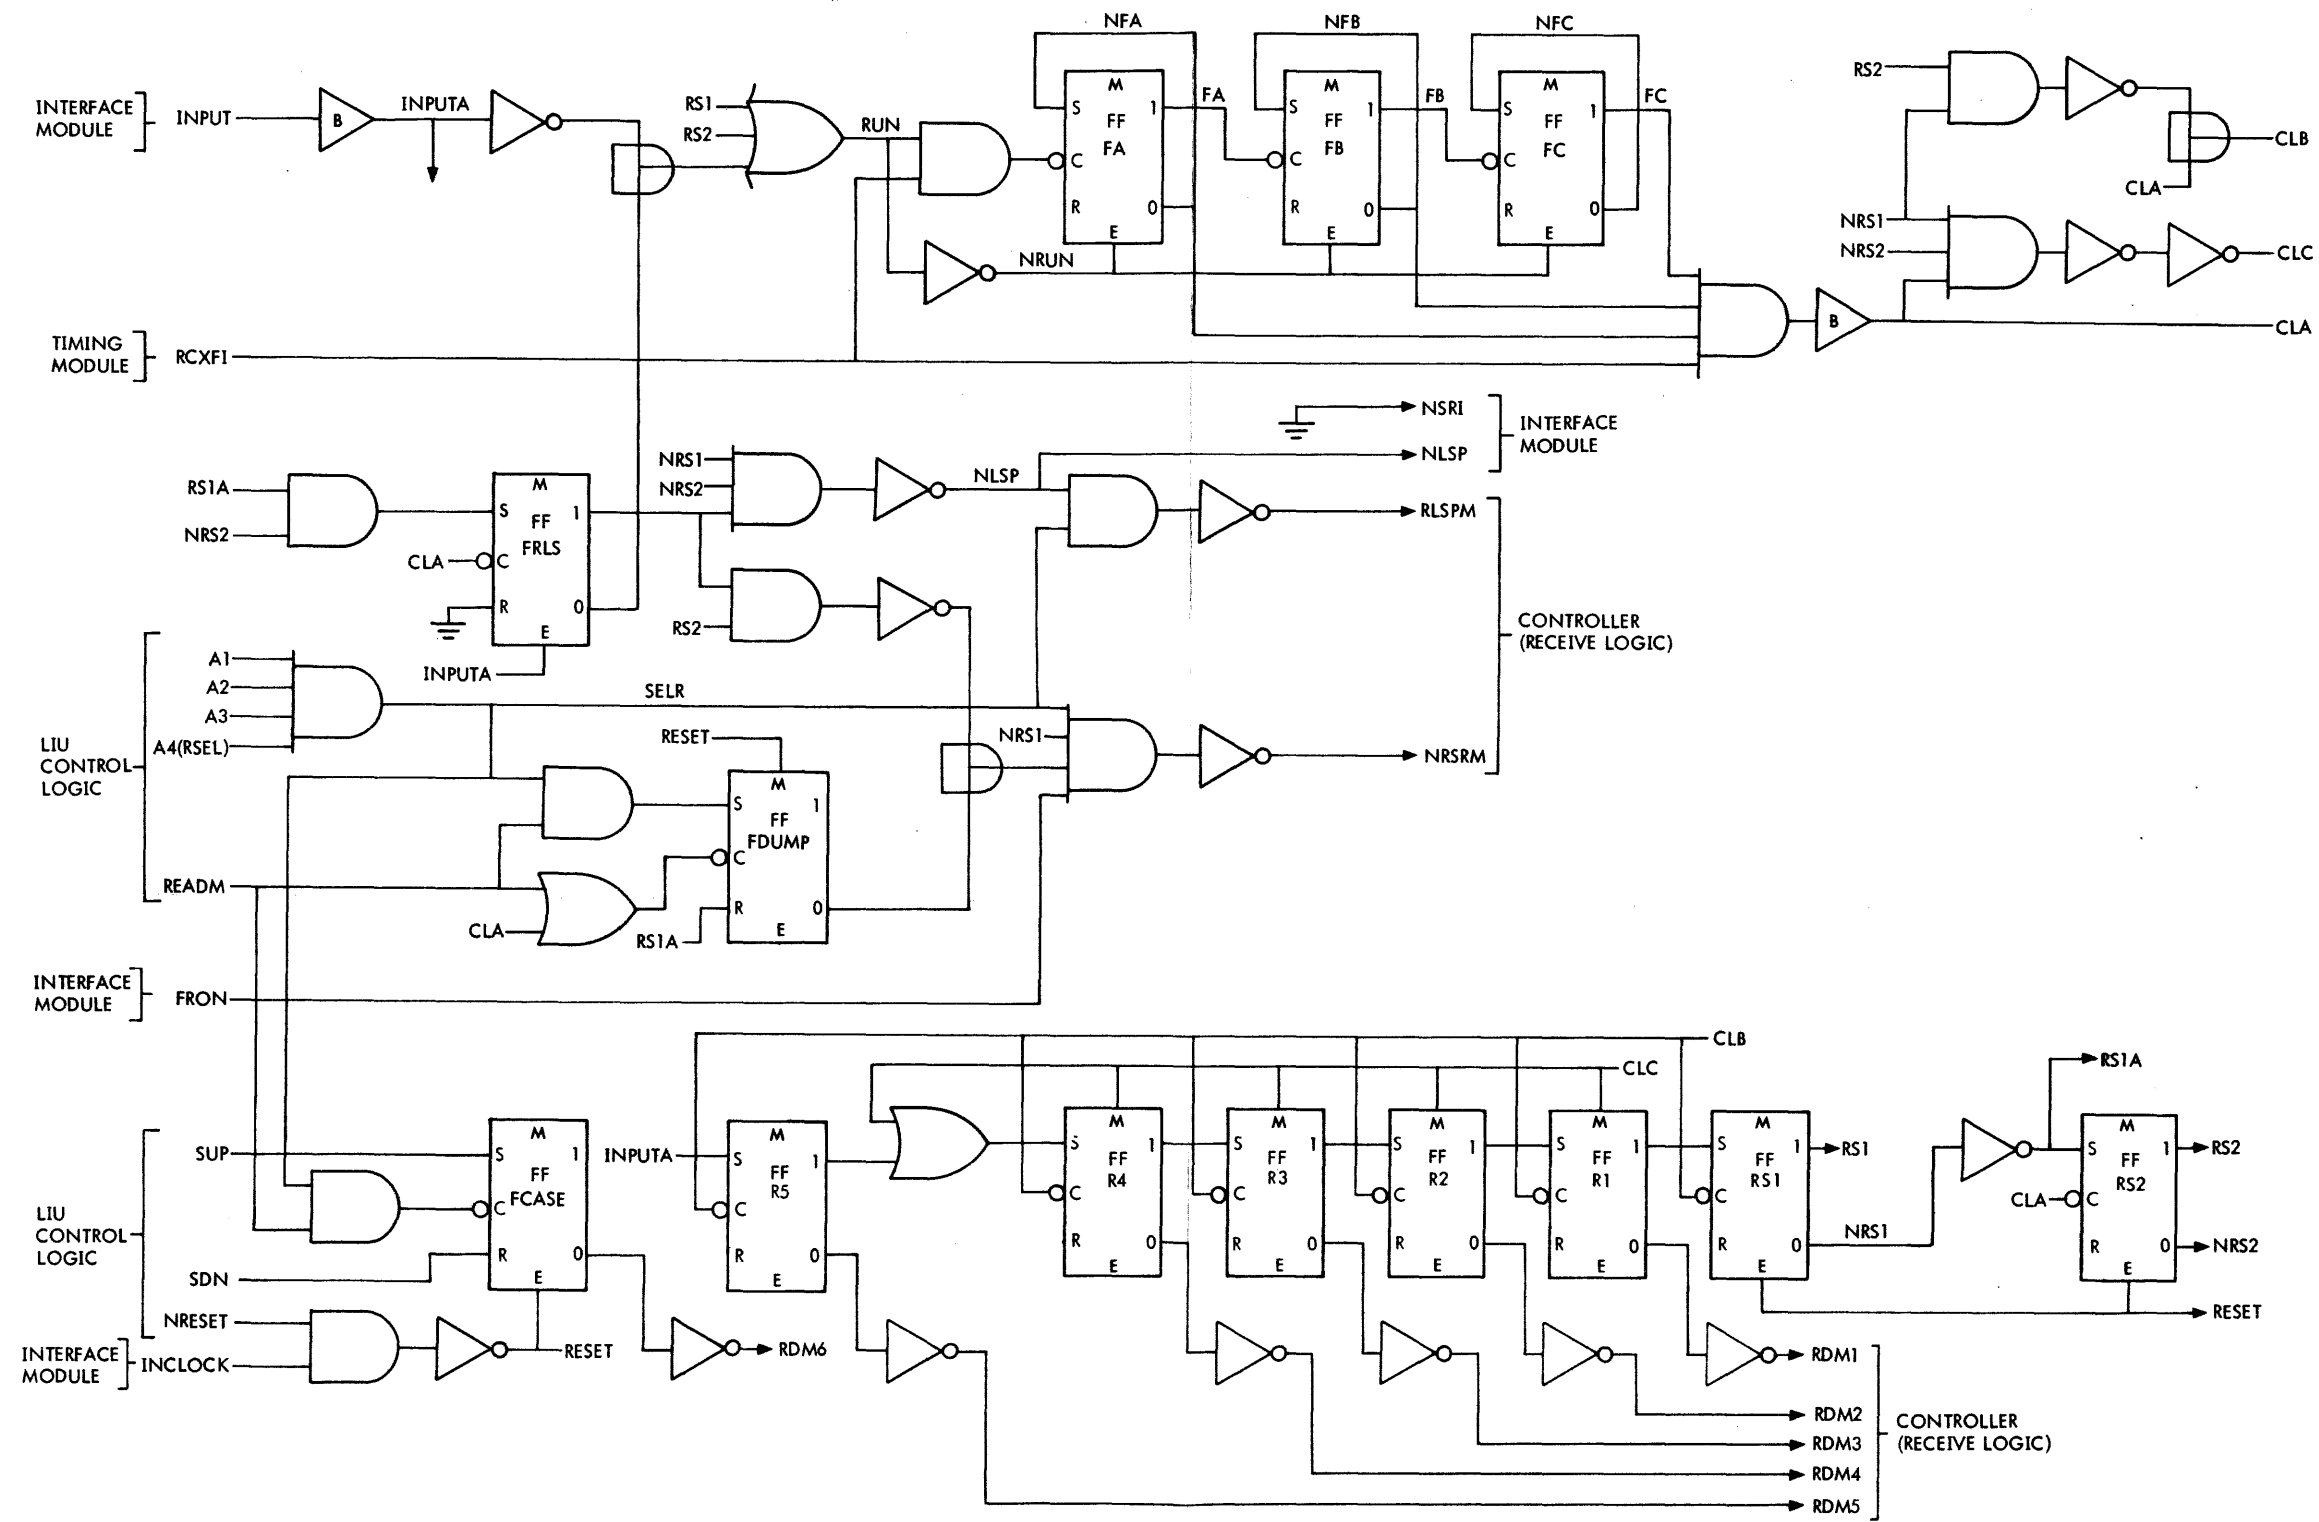 NFA
NFB
NFC
INTERFACE
MODULE
INPUT
B
INPUTA
RS1
RS2
RUN
M
S
1
FF
FA
C
R
0
E
FA
M
S
1
FF
FB
C
R
0
E
FB
M
S
1
FF
FC
C
R
0
E
FC
NRUN
RS2
CLB
CLA
NRS1
NRS2
CLC
B
CLA
TIMING
MODULE
RCXFI
NSRI
NLSP
INTERFACE
MODULE
RS1A
NRS2
M
S
1
FF
FRLS
CLA
C
R
0
E
INPUTA
NRS1
NRS2
NLSP
RS2
RLSPM
NRSRM
CONTROLLER
(RECEIVE LOGIC)
LIU
CONTROL
LOGIC
A1
A2
A3
A4(RSEL)
SELR
NRS1
RESET
M
S
1
FF
FDUMP
C
R
0
E
READM
CLA
RS1A
INTERFACE
MODULE
FRON
CLB
CLC
LIU
CONTROL
LOGIC
SUP
SDN
NRESET
INTERFACE
MODULE
INCLOCK
M
S
1
FF
FCASE
C
R
0
E
RESET
RDM6
INPUTA
M
S
1
FF
R5
C
R
0
E
M
S
1
FF
R4
C
R
0
E
M
S
1
FF
R3
C
R
0
E
M
S
1
FF
R2
C
R
0
E
M
S
1
FF
R1
C
R
0
E
M
S
1
FF
RS1
C
R
0
E
RS1
NRS1
RS1A
M
S
1
FF
RS2
CLA
C
R
0
E
RS2
NRS2
RESET
RDM1
RDM2
RDM3
RDM4
RDM5
CONTROLLER
(RECEIVE LOGIC)